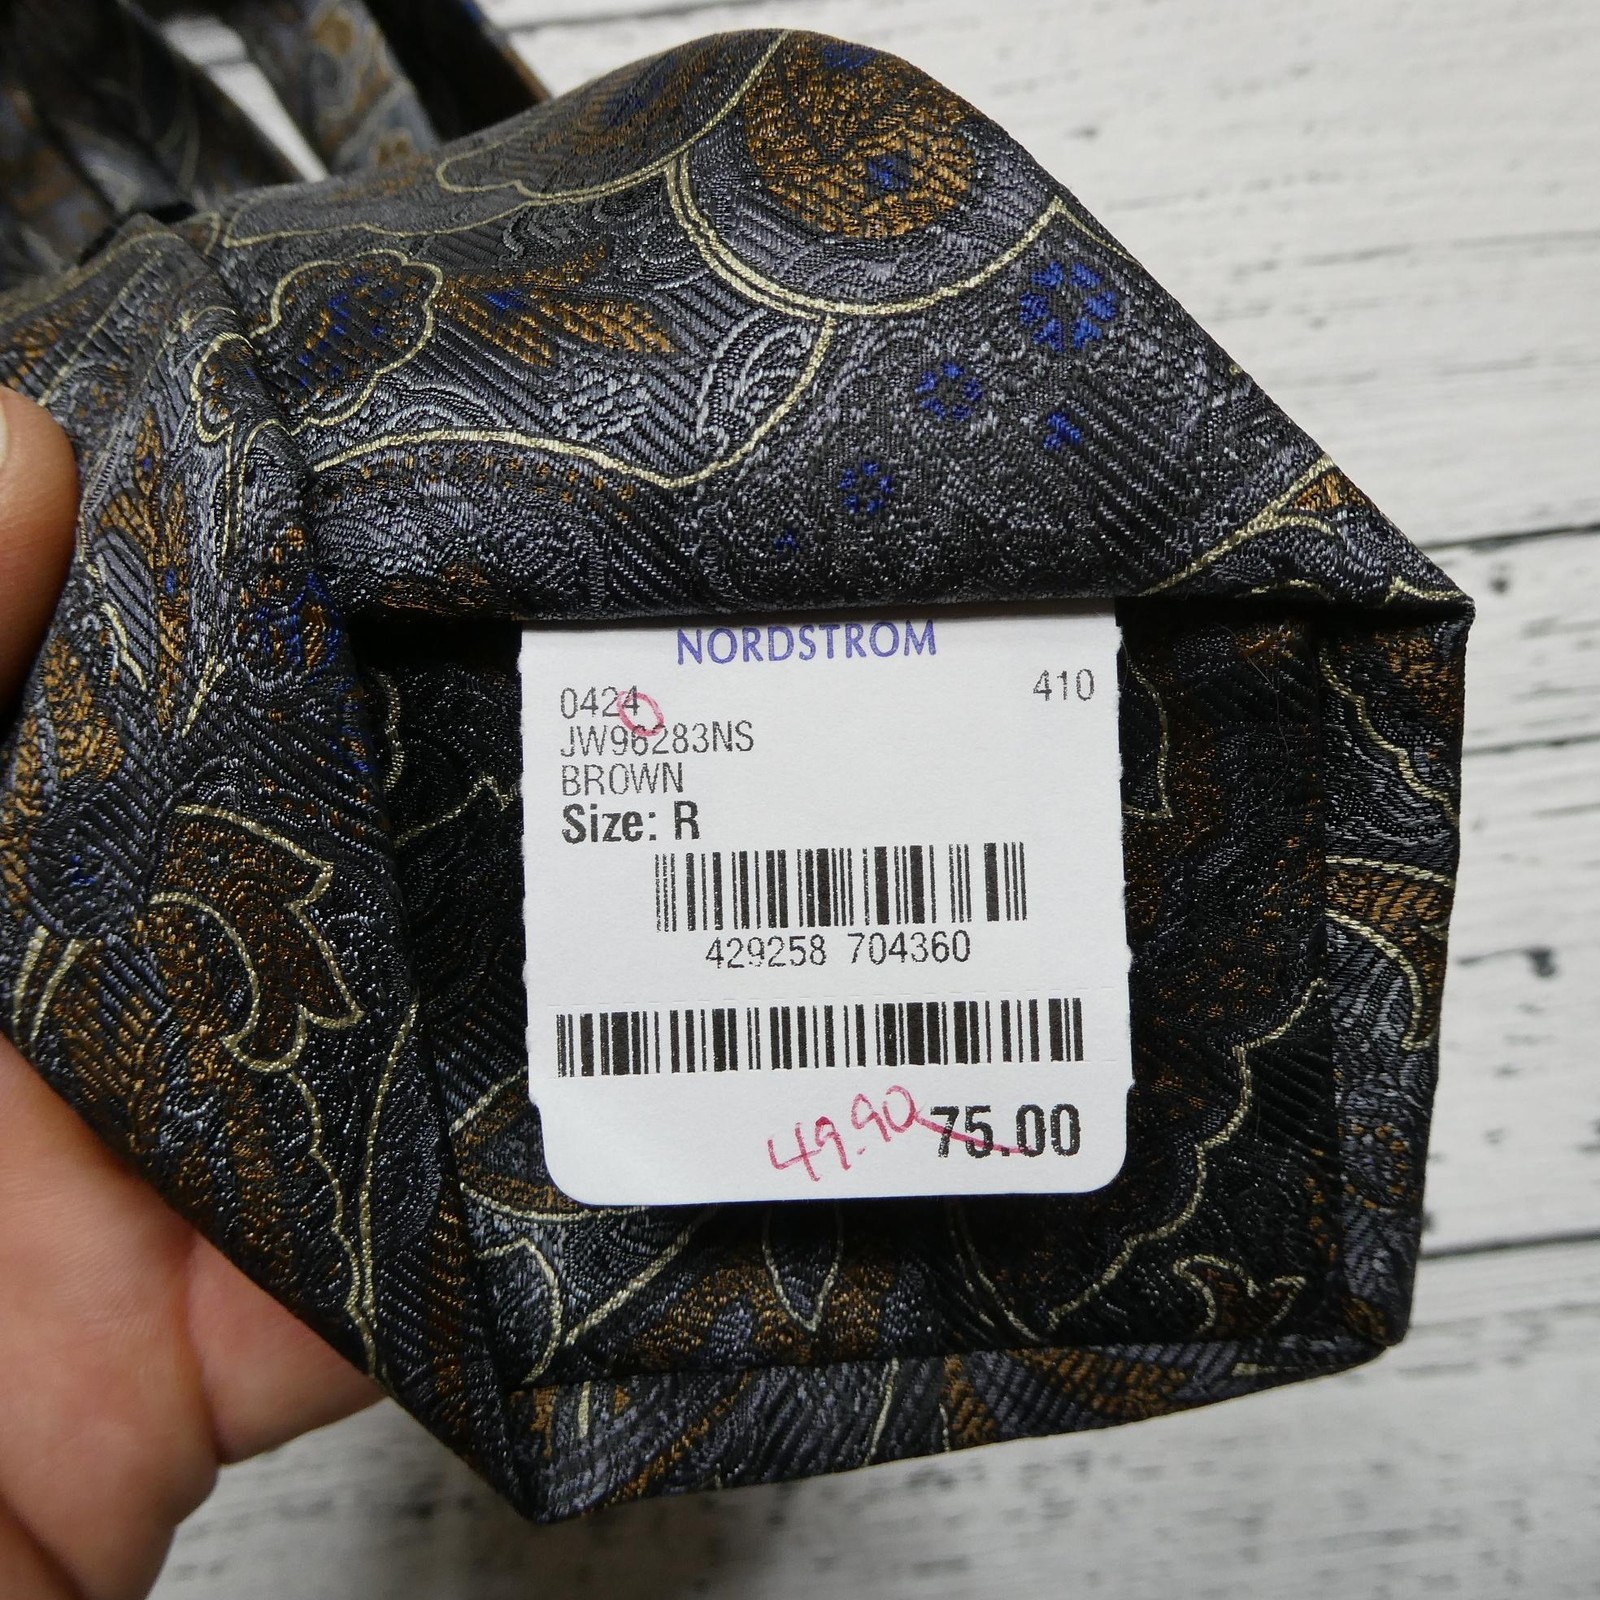 NORDSTROM
0424 410
JW96283NS
BROWN
Size: R
429258 704360
49.90 75.00